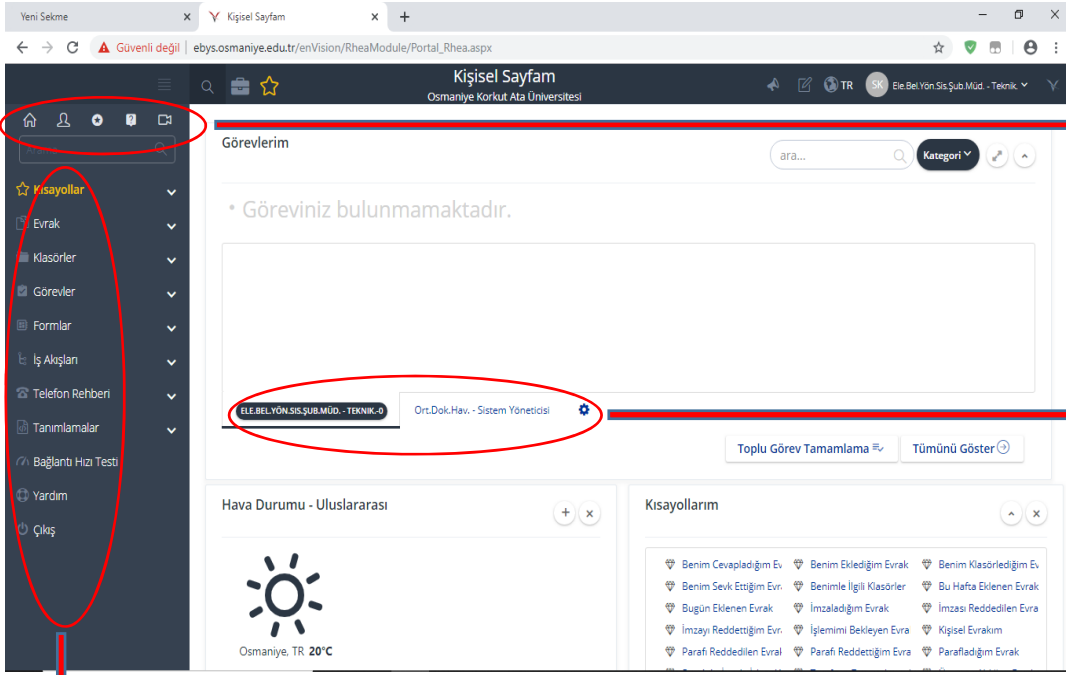 Yeni Sekme
Kişisel Sayfam
Güvenli değil | ebys.osmaniye.edu.tr/enVision/RheaModule/Portal_Rhea.aspx
Kişisel Sayfam
Osmaniye Korkut Ata Üniversitesi
TR
SK
Ele.Bel.Yön.Sis.Şub.Müd. - Teknik.
Görevlerim
ara...
Kategori
Kısayollar
Evrak
Klasörler
Görevler
Formlar
İş Akışları
Telefon Rehberi
Tanımlamalar
Bağlantı Hızı Testi
Yardım
Çıkış
• Göreviniz bulunmamaktadır.
ELE.BEL.YÖN.SIS.ŞUB.MÜD. - TEKNIK.-0
Ort.Dok.Hav. - Sistem Yöneticisi
Toplu Görev Tamamlama
Tümünü Göster
Hava Durumu - Uluslararası
Osmaniye, TR 20°C
Kısayollarım
Benim Cevapladığım Ev
Benim Eklediğim Evrak
Benim Klasörlediğim Ev
Benim Sevk Ettiğim Evr
Benimle İlgili Klasörler
Bu Hafta Eklenen Evrak
Bugün Eklenen Evrak
İmzaladığım Evrak
İmzası Reddedilen Evra
İmzayı Reddettiğim Evr
İşlemimi Bekleyen Evra
Kişisel Evrakım
Parafı Reddedilen Evral
Parafı Reddettiğim Evra
Parafladığım Evrak